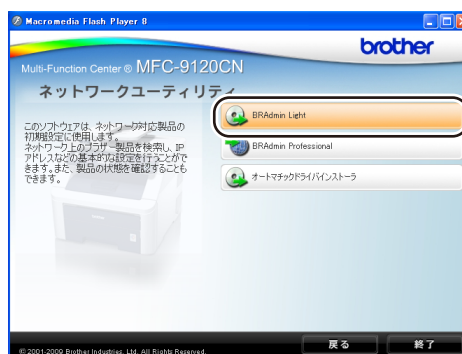 Macromedia Flash Player 8
brother
Multi-Function Center ® MFC-9120CN
ネットワークユーティリティ
このソフトウェアは、ネットワーク対応製品の
初期設定に使用します。
ネットワーク上のブラザー製品を検索し、IP
アドレスなどの基本的な設定を行うことがで
きます。また、製品の状態を確認することも
できます。
BRAdmin Light
BRAdmin Professional
オートマチックドライバインストーラ
© 2001-2009 Brother Industries, Ltd. All Rights Reserved.
戻る
終了